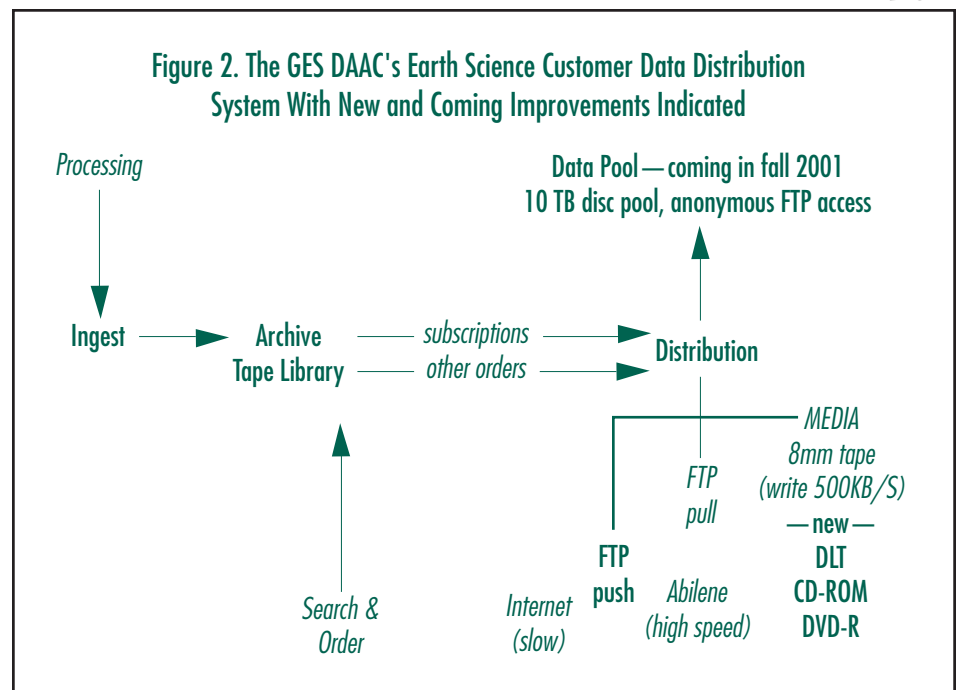 Figure 2. The GES DAAC's Earth Science Customer Data Distribution
System With New and Coming Improvements Indicated
Processing
Data Pool — coming in fall 2001
10 TB disc pool, anonymous FTP access
Ingest
Archive
Tape Library
subscriptions
other orders
Distribution
MEDIA
8mm tape
(write 500KB/S)
— new —
DLT
CD-ROM
DVD-R
FTP
pull
FTP
push
Internet
(slow)
Abilene
(high speed)
Search &
Order